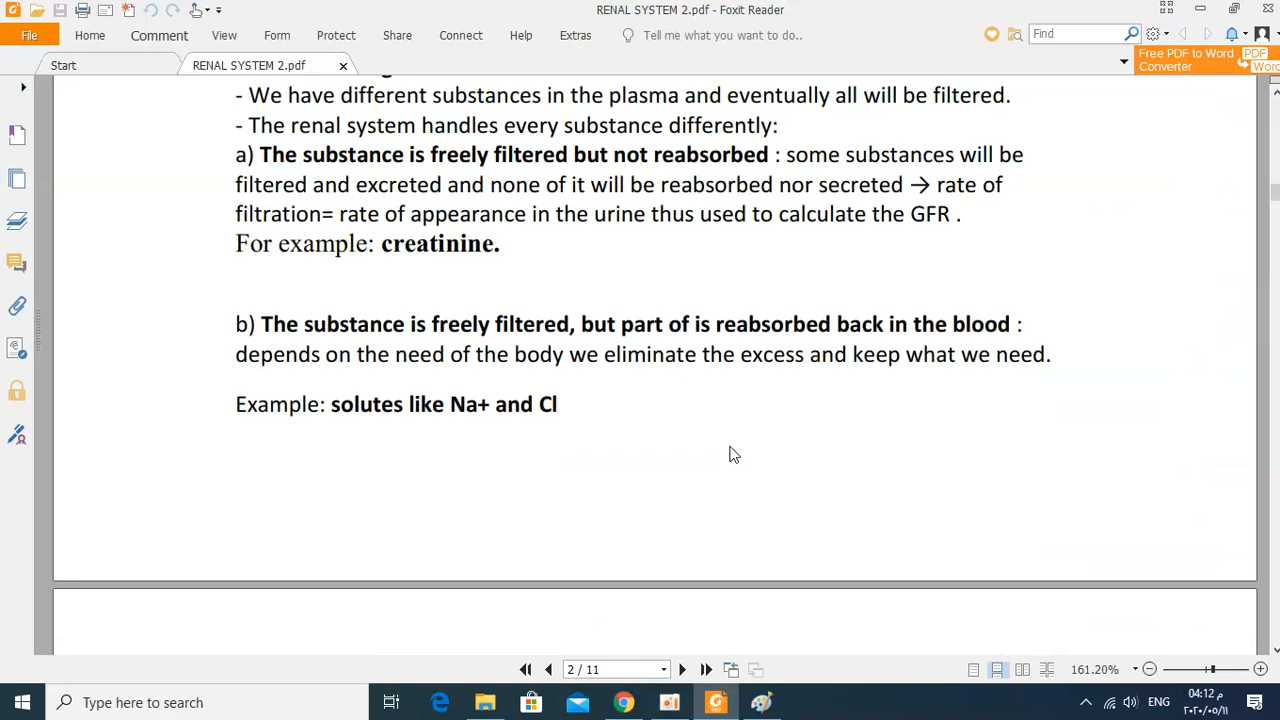 RENAL SYSTEM 2.pdf - Foxit Reader
File Home Comment View Form Protect Share Connect Help Extras Tell me what you want to do.. Find
Start RENAL SYSTEM 2.pdf
Free PDF to Word
Converter
PDF
Word
- We have different substances in the plasma and eventually all will be filtered.
- The renal system handles every substance differently:
a) The substance is freely filtered but not reabsorbed : some substances will be
filtered and excreted and none of it will be reabsorbed nor secreted → rate of
filtration= rate of appearance in the urine thus used to calculate the GFR .
For example: creatinine.
b) The substance is freely filtered, but part of is reabsorbed back in the blood :
depends on the need of the body we eliminate the excess and keep what we need.
Example: solutes like Na+ and Cl
2 / 11
161.20%
Type here to search
ENG
04:12 م
٢٠٢٠/٠٥/١١